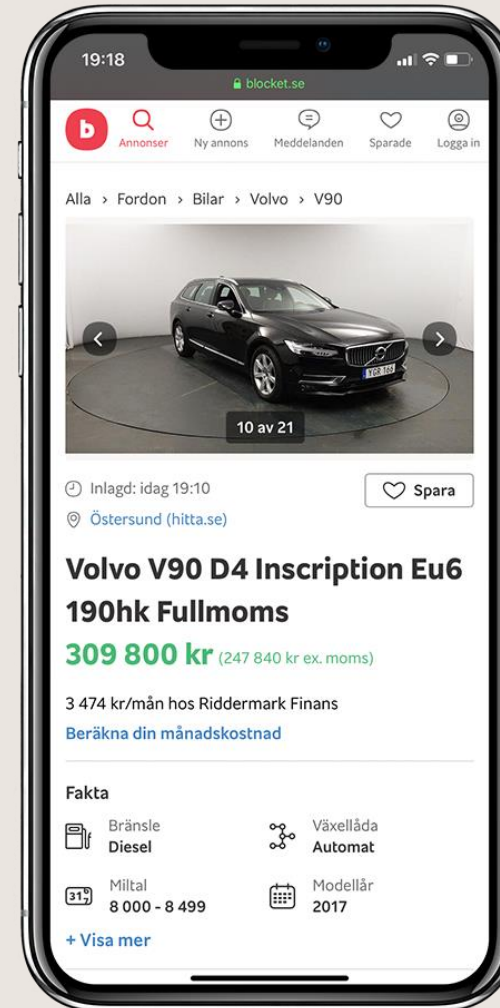 19:18
blocket.se
b
Annonser Ny annons Meddelanden Sparade Logga in
Alla > Fordon > Bilar > Volvo > V90
YGR 166
10 av 21
Inlagd: idag 19:10
Spara
Östersund (hitta.se)
Volvo V90 D4 Inscription Eu6
190hk Fullmoms
309 800 kr (247 840 kr ex. moms)
3 474 kr/mån hos Riddermark Finans
Beräkna din månadskostnad
Fakta
Bränsle Växellåda
Diesel Automat
Miltal Modellår
8 000 - 8 499 2017
+ Visa mer